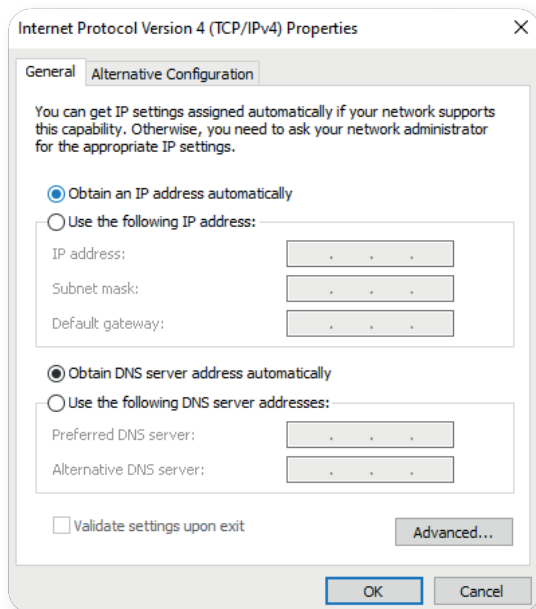 Internet Protocol Version 4 (TCP/IPv4) Properties
General
Alternative Configuration
You can get IP settings assigned automatically if your network supports
this capability. Otherwise, you need to ask your network administrator
for the appropriate IP settings.
Obtain an IP address automatically
Use the following IP address:
IP address:
Subnet mask:
Default gateway:
Obtain DNS server address automatically
Use the following DNS server addresses:
Preferred DNS server:
Alternative DNS server:
Validate settings upon exit
Advanced...
OK
Cancel